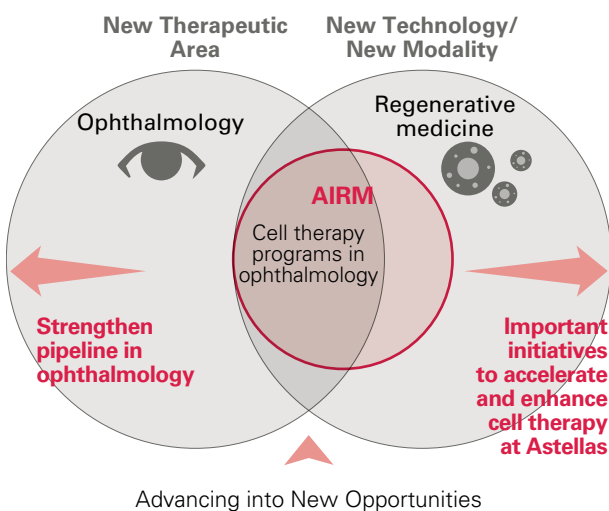 New Therapeutic
Area
New Technology/
New Modality
Ophthalmology
Regenerative
medicine
AIRM
Cell therapy
programs in
ophthalmology
Strengthen
pipeline in
ophthalmology
Important
initiatives
to accelerate
and enhance
cell therapy
at Astellas
Advancing into New Opportunities